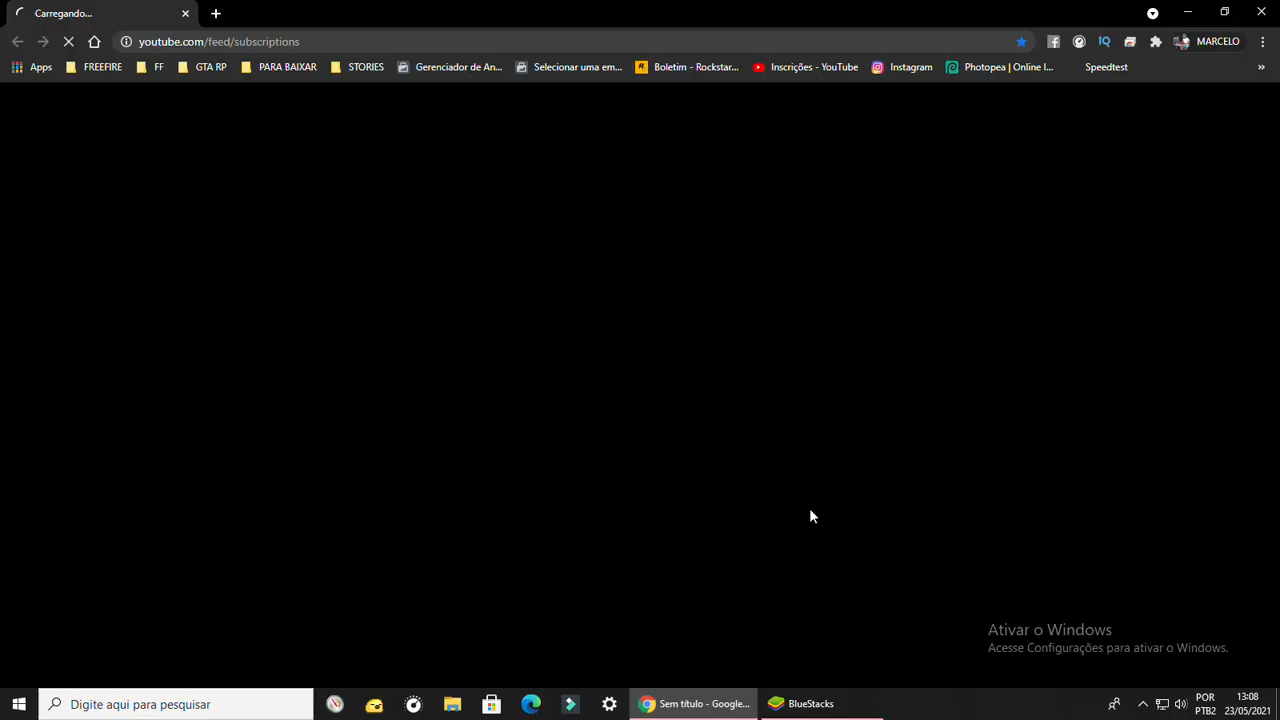 Carregando...
youtube.com/feed/subscriptions
IQ
MARCELO
Apps
FREEFIRE
FF
GTA RP
PARA BAIXAR
STORIES
Gerenciador de An...
Selecionar uma em...
Boletim - Rockstar...
Inscrições - YouTube
Instagram
Photopea | Online I...
Speedtest
»
Ativar o Windows
Acesse Configurações para ativar o Windows.
Digite aqui para pesquisar
Sem título - Google...
BlueStacks
POR
PTB2
13:08
23/05/2021